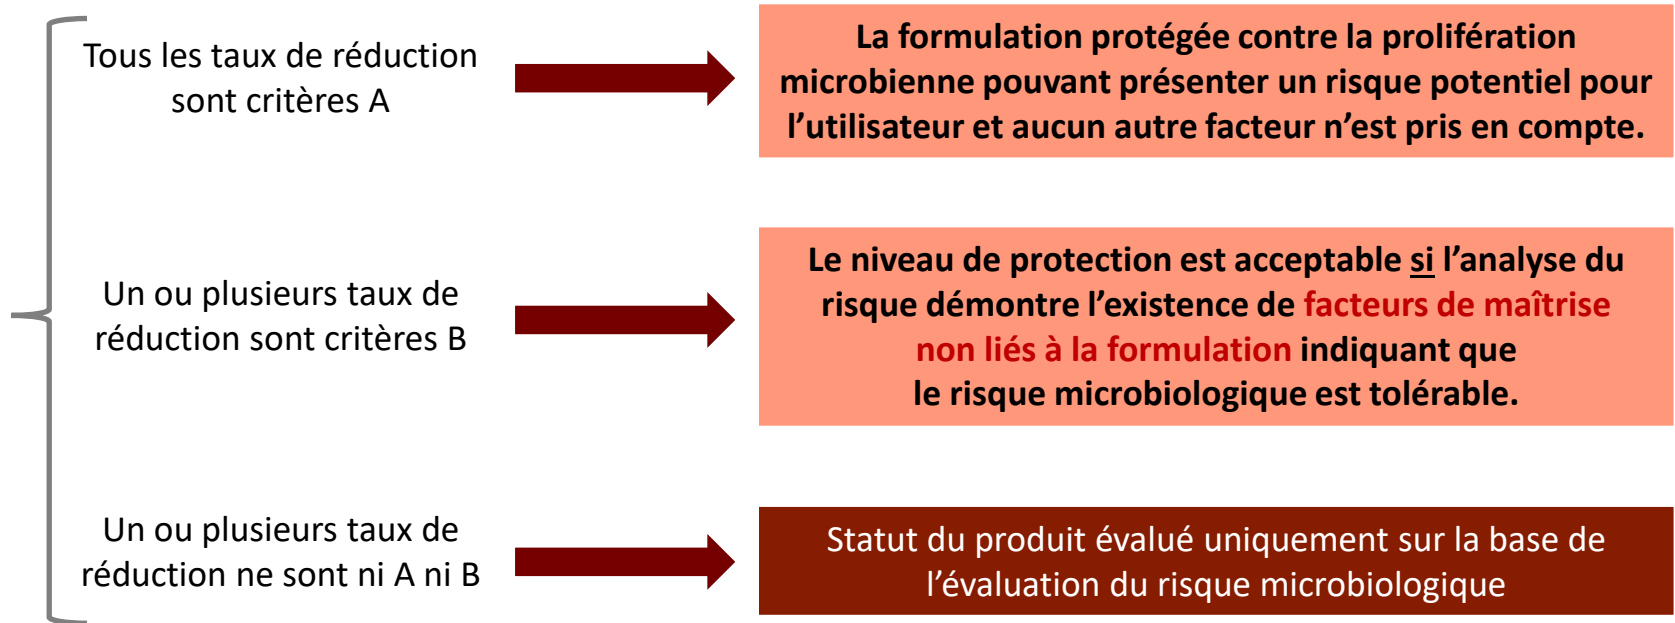 Tous les taux de réduction
sont critères A
La formulation protégée contre la prolifération
microbienne pouvant présenter un risque potentiel pour
l’utilisateur et aucun autre facteur n’est pris en compte.
Un ou plusieurs taux de
réduction sont critères B
Le niveau de protection est acceptable si l’analyse du
risque démontre l’existence de facteurs de maîtrise
non liés à la formulation indiquant que
le risque microbiologique est tolérable.
Un ou plusieurs taux de
réduction ne sont ni A ni B
Statut du produit évalué uniquement sur la base de
l’évaluation du risque microbiologique